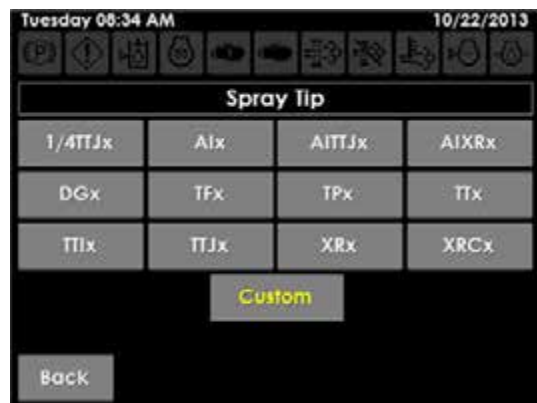 Tuesday 08:34 AM 10/22/2013
Spray Tip
1/4TTJx AIx AITTJx AIXRx
DGx TFx TPx TTx
TTIx TTJx XRx XRCx
Custom
Back